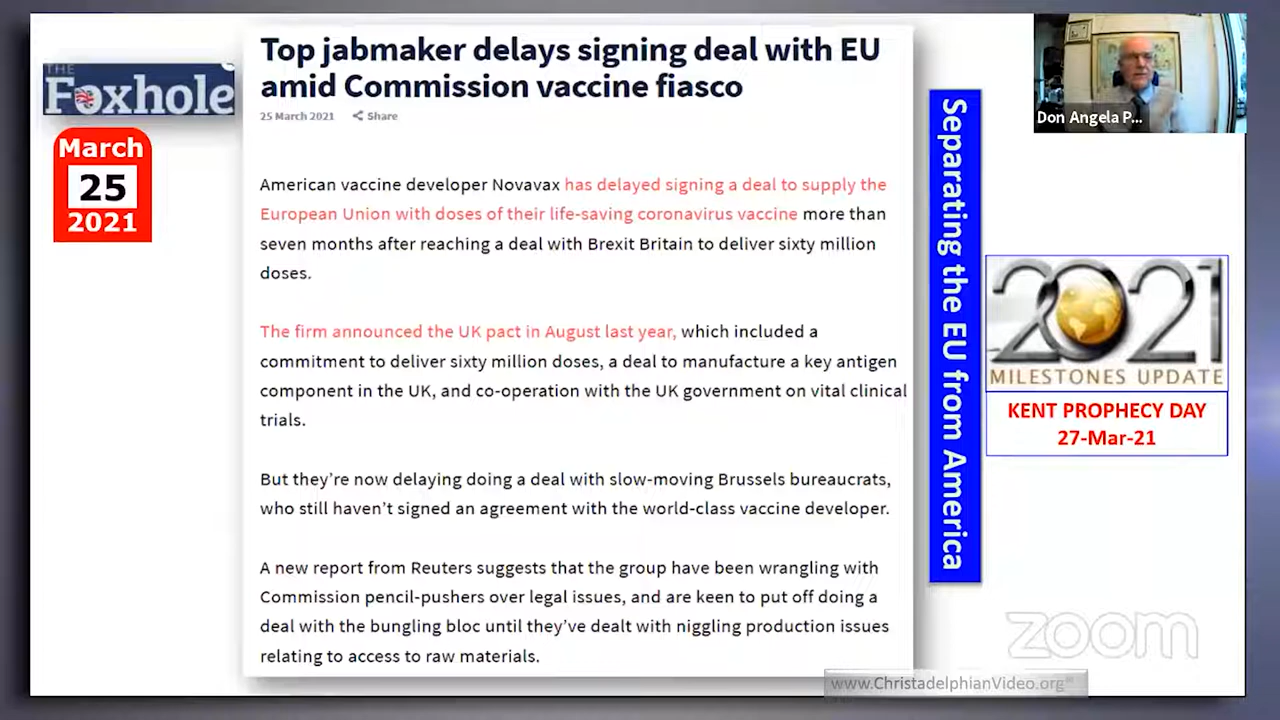 THE
Foxhole
March
25
2021
Top jabmaker delays signing deal with EU
amid Commission vaccine fiasco
25 March 2021 Share
American vaccine developer Novavax has delayed signing a deal to supply the
European Union with doses of their life-saving coronavirus vaccine more than
seven months after reaching a deal with Brexit Britain to deliver sixty million
doses.
The firm announced the UK pact in August last year, which included a
commitment to deliver sixty million doses, a deal to manufacture a key antigen
component in the UK, and co-operation with the UK government on vital clinical
trials.
But they’re now delaying doing a deal with slow-moving Brussels bureaucrats,
who still haven’t signed an agreement with the world-class vaccine developer.
A new report from Reuters suggests that the group have been wrangling with
Commission pencil-pushers over legal issues, and are keen to put off doing a
deal with the bungling bloc until they’ve dealt with niggling production issues
relating to access to raw materials.
Separating the EU from America
Don Angela P...
2021
MILESTONES UPDATE
KENT PROPHECY DAY
27-Mar-21
zoom
www.ChristadelphianVideo.org